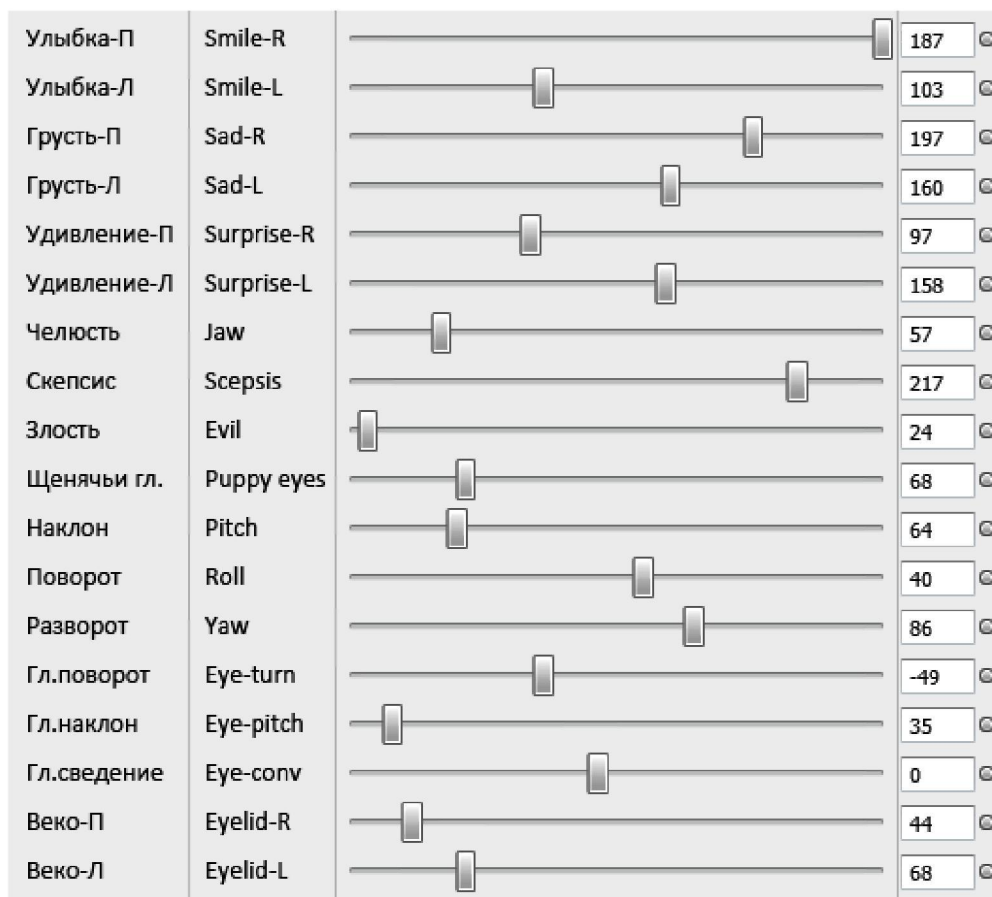 Улыбка-П Smile-R 187
Улыбка-Л Smile-L 103
Грусть-П Sad-R 197
Грусть-Л Sad-L 160
Удивление-П Surprise-R 97
Удивление-Л Surprise-L 158
Челюсть Jaw 57
Скепсис Scepsis 217
Злость Evil 24
Щенячьи гл. Puppy eyes 68
Наклон Pitch 64
Поворот Roll 40
Разворот Yaw 86
Гл.поворот Eye-turn -49
Гл.наклон Eye-pitch 35
Гл.сведение Eye-conv 0
Веко-П Eyelid-R 44
Веко-Л Eyelid-L 68